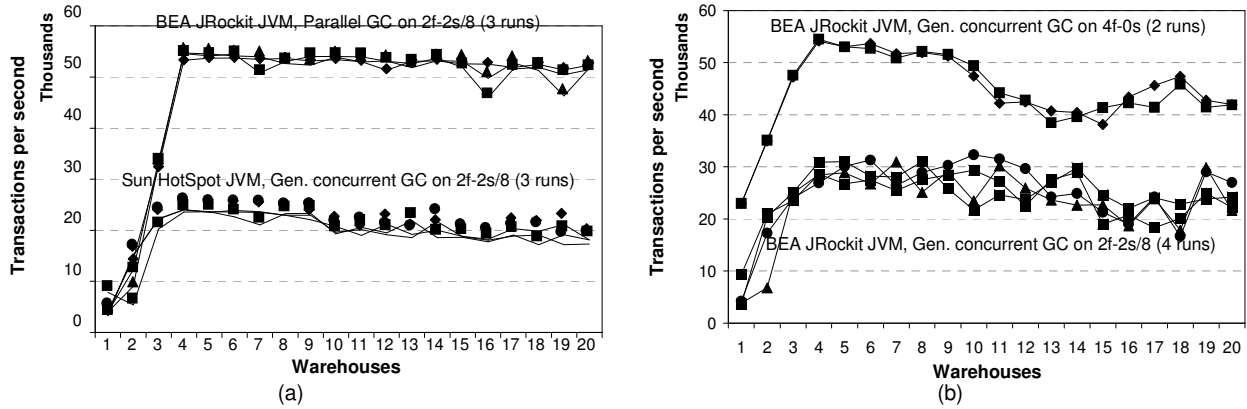 BEA JRockit JVM, Parallel GC on 2f-2s/8 (3 runs)
Sun HotSpot JVM, Gen. concurrent GC on 2f-2s/8 (3 runs)
Transactions per second
Thousands
60
50
40
30
20
10
0
1 2 3 4 5 6 7 8 9 10 11 12 13 14 15 16 17 18 19 20
Warehouses
(a)
BEA JRockit JVM, Gen. concurrent GC on 4f-0s (2 runs)
BEA JRockit JVM, Gen. concurrent GC on 2f-2s/8 (4 runs)
Transactions per second
Thousands
60
50
40
30
20
10
0
1 2 3 4 5 6 7 8 9 10 11 12 13 14 15 16 17 18 19 20
Warehouses
(b)